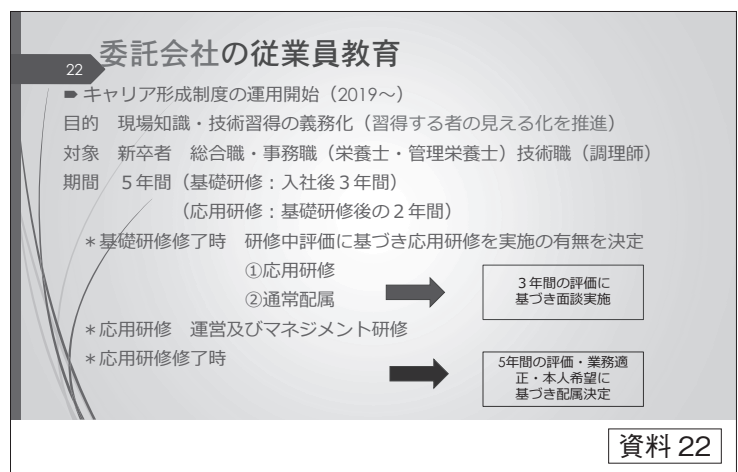 委託会社の従業員教育
22
キャリア形成制度の運用開始（2019～）
目的　現場知識・技術習得の義務化（習得する者の見える化を推進）
対象　新卒者　総合職・事務職（栄養士・管理栄養士）技術職（調理師）
期間　５年間（基礎研修：入社後３年間）
（応用研修：基礎研修後の２年間）
＊基礎研修修了時　研修中評価に基づき応用研修を実施の有無を決定
①応用研修
②通常配属
３年間の評価に
基づき面談実施
＊応用研修　運営及びマネジメント研修
＊応用研修修了時
5年間の評価・業務適
正・本人希望に
基づき配属決定
資料 22